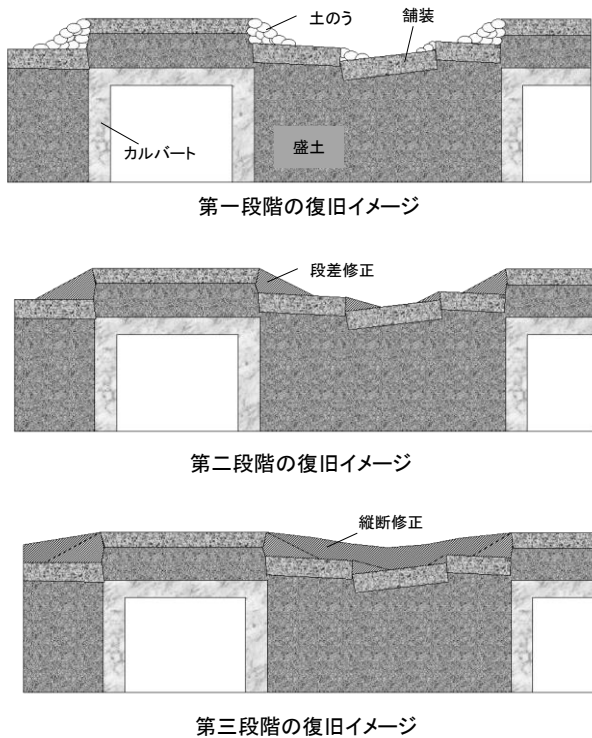 土のう
舗装
カルバート
盛土
第一段階の復旧イメージ
段差修正
第二段階の復旧イメージ
縦断修正
第三段階の復旧イメージ